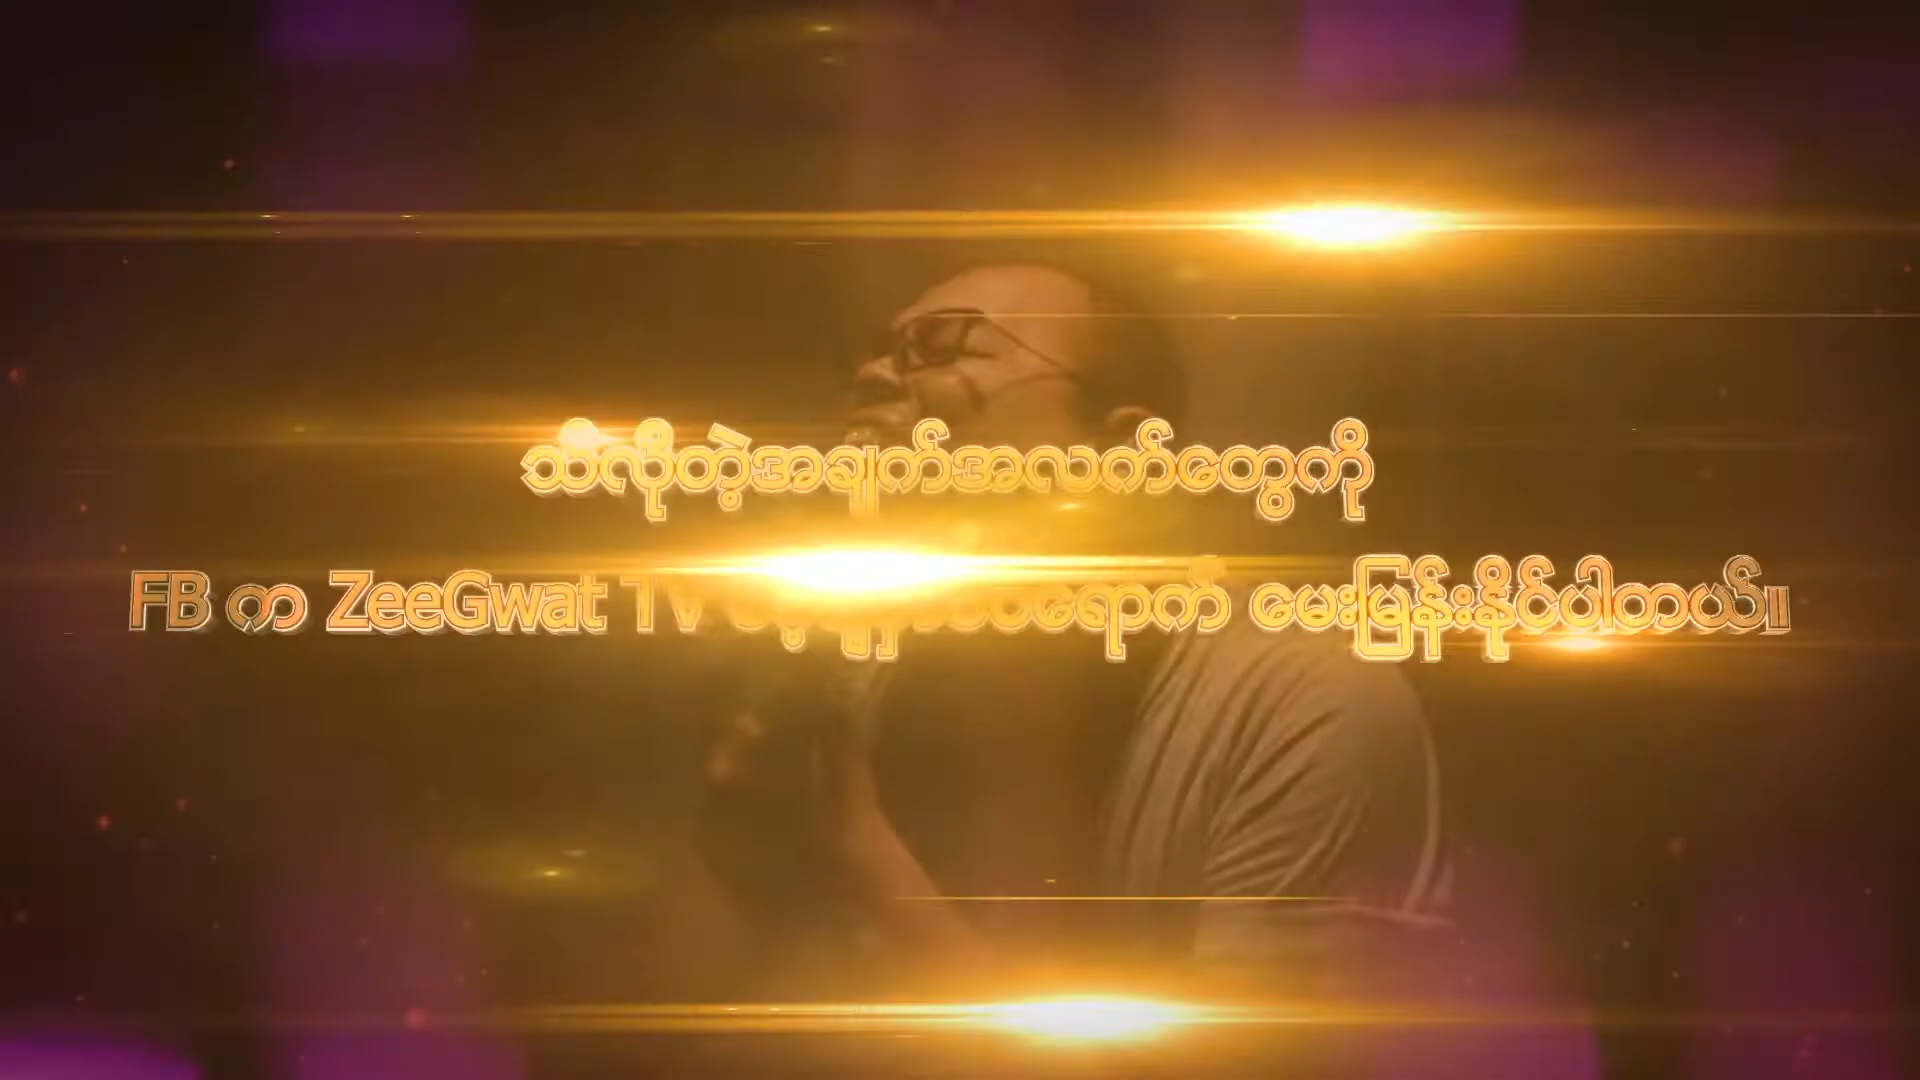 သိလိုတဲ့အချက်အလက်တွေကို
FB က ZeeGwat TV မေးမြန်းနိုင်ပါတယ်။